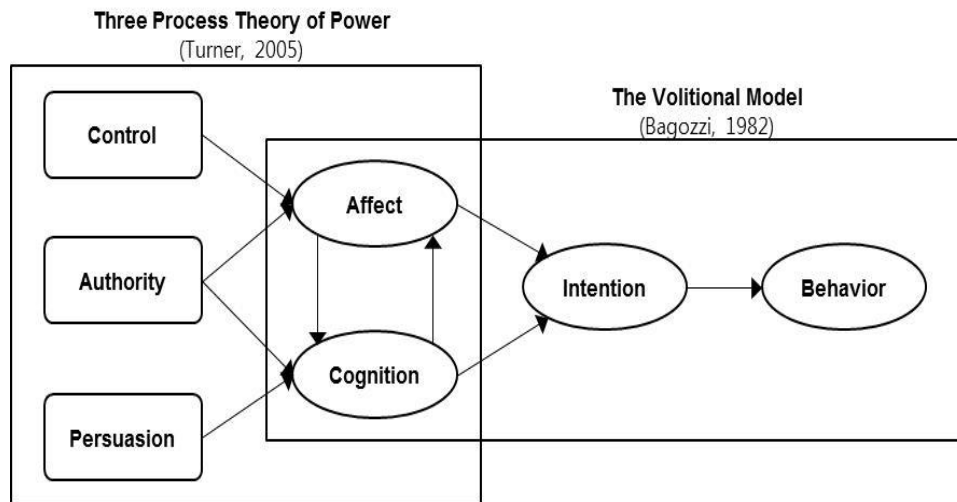 Three Process Theory of Power
(Turner, 2005)
The Volitional Model
(Bagozzi, 1982)
Control
Affect
Authority
Intention
Behavior
Cognition
Persuasion